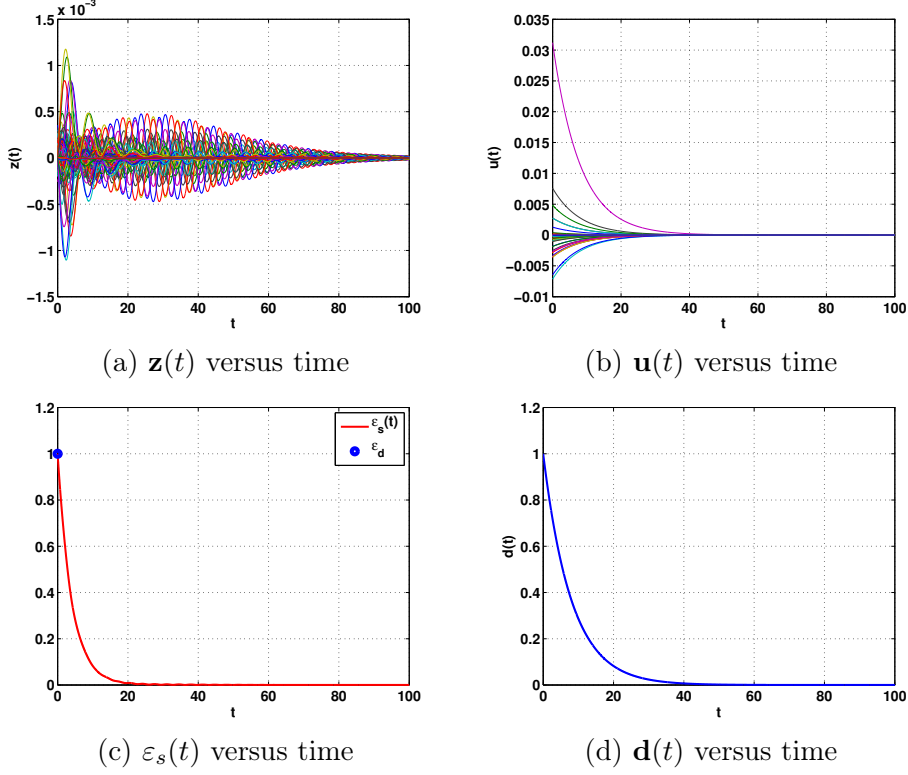 x 10⁻³
1.5
1
0.5
0
−0.5
−1
−1.5
z(t)
0 20 40 60 80 100
t
(a) z(t) versus time
0.035
0.03
0.025
0.02
0.015
0.01
0.005
0
−0.005
−0.01
u(t)
0 20 40 60 80 100
t
(b) u(t) versus time
1.2
1
0.8
0.6
0.4
0.2
0
ε_s(t)
ε_d
0 20 40 60 80 100
t
(c) ε_s(t) versus time
1.2
1
0.8
0.6
0.4
0.2
0
d(t)
0 20 40 60 80 100
t
(d) d(t) versus time